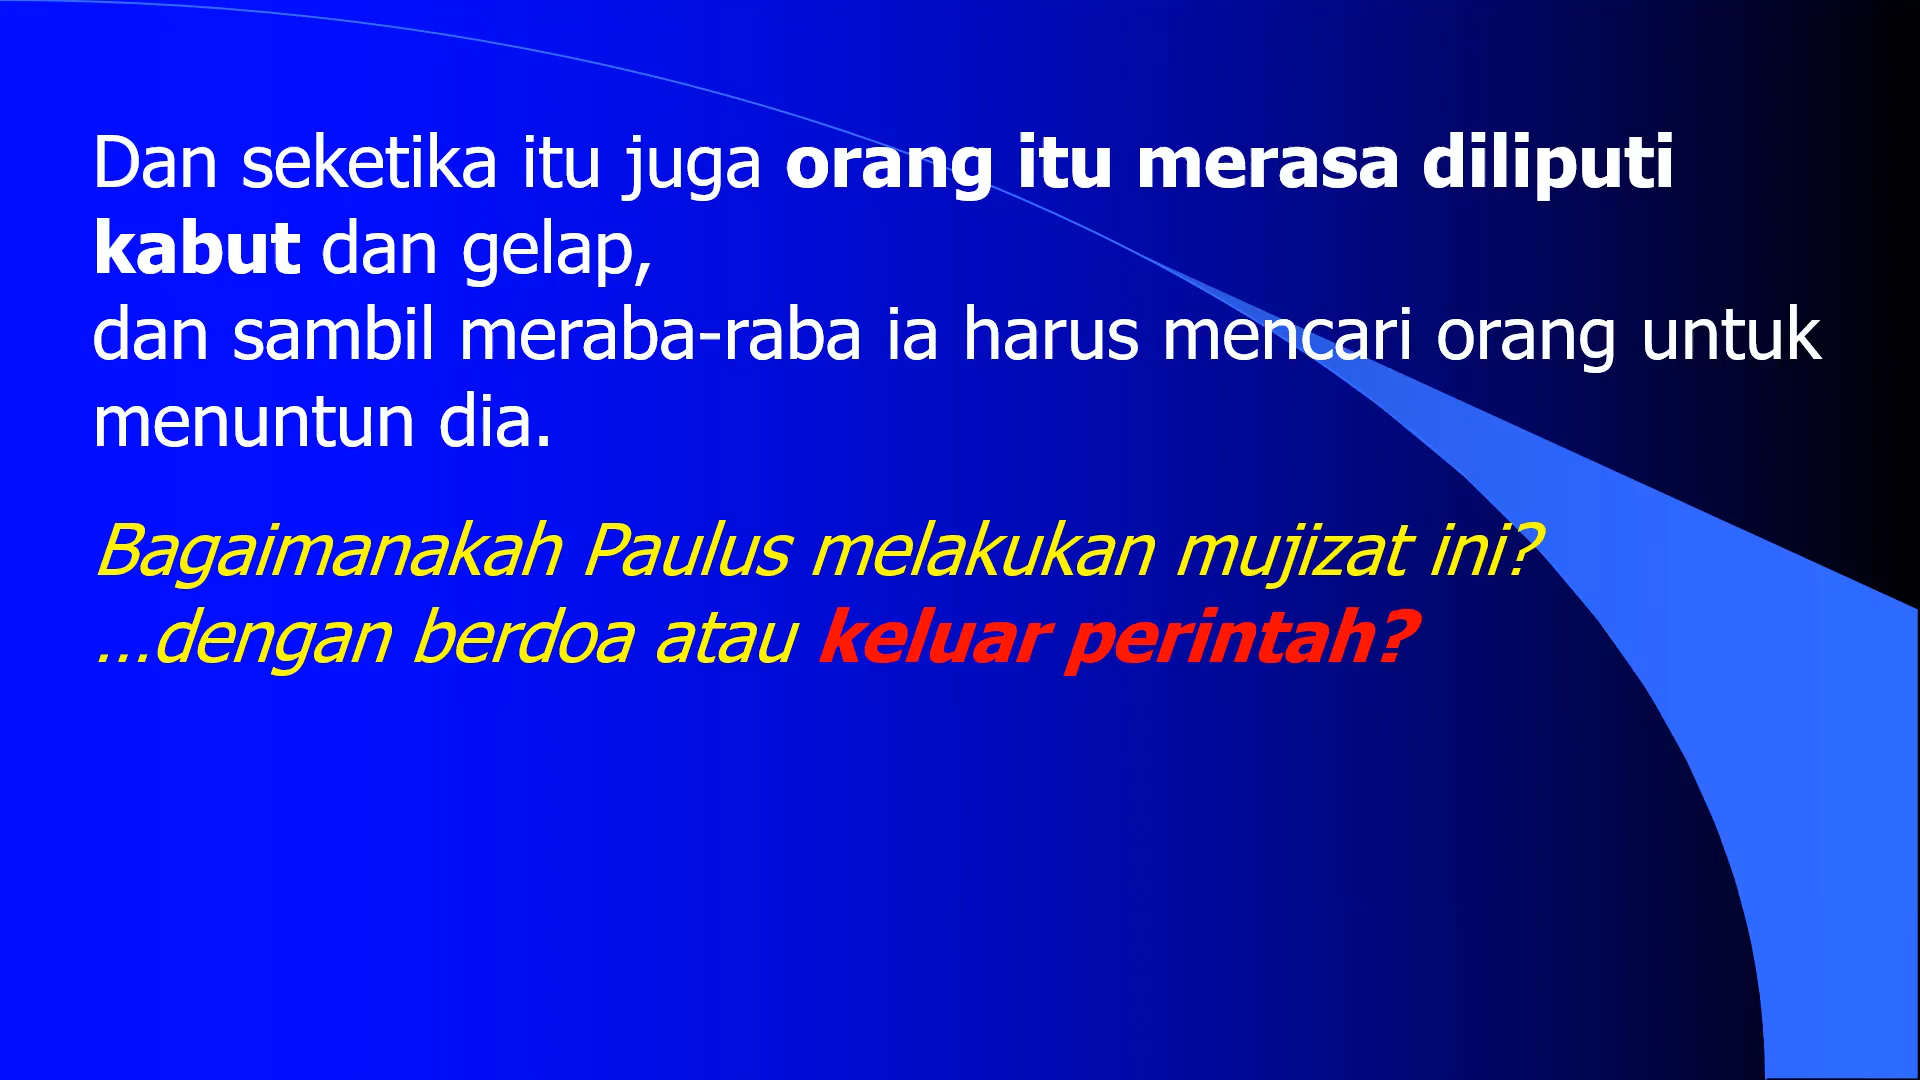 Dan seketika itu juga orang itu merasa diliputi
kabut dan gelap,
dan sambil meraba-raba ia harus mencari orang untuk
menuntun dia.
Bagaimanakah Paulus melakukan mujizat ini?
...dengan berdoa atau keluar perintah?